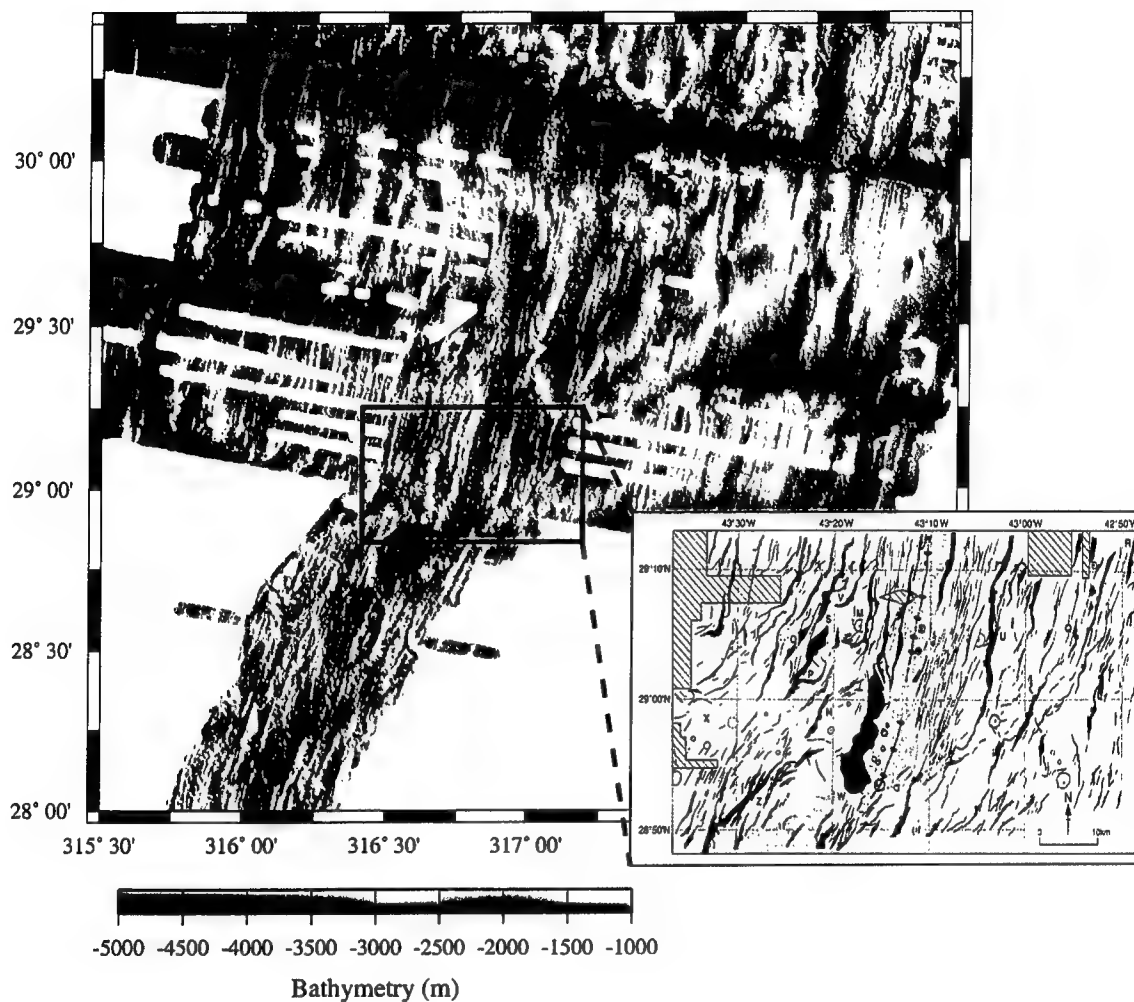 30° 00'
29° 30'
29° 00'
28° 30'
28° 00'
315° 30' 316° 00' 316° 30' 317° 00'
43°30'W 43°20'W 43°10'W 43°00'W 42°50'W
29°10'
29°00'
28°50'
X
V
S
M
Q
P
B
U
H
X
W
Z
N
10km
-5000 -4500 -4000 -3500 -3000 -2500 -2000 -1500 -1000
Bathymetry (m)